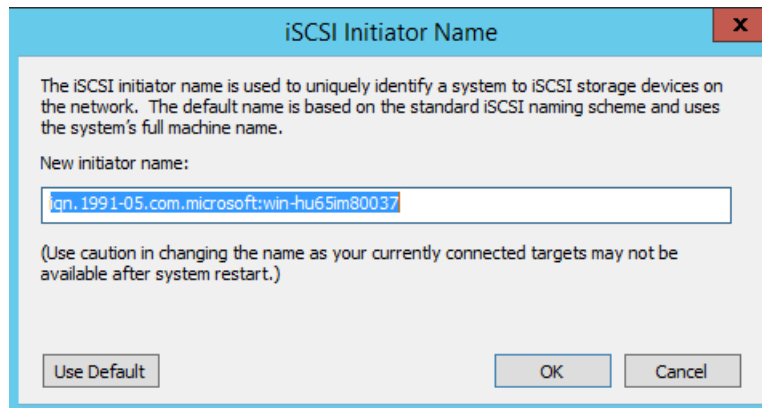 iSCSI Initiator Name
x
The iSCSI initiator name is used to uniquely identify a system to iSCSI storage devices on
the network. The default name is based on the standard iSCSI naming scheme and uses
the system's full machine name.
New initiator name:
iqn.1991-05.com.microsoft:win-hu65im80037
(Use caution in changing the name as your currently connected targets may not be
available after system restart.)
Use Default
OK
Cancel